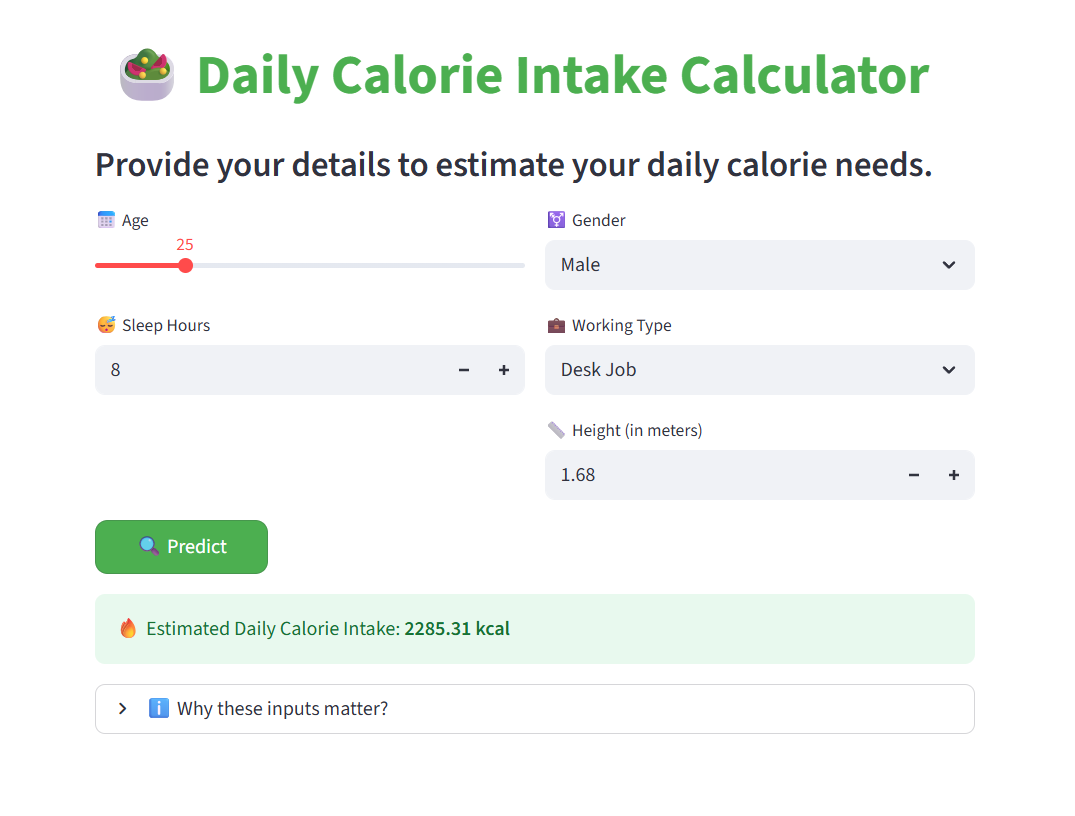 Daily Calorie Intake Calculator
Provide your details to estimate your daily calorie needs.
Age
25
Gender
Male
Sleep Hours
8
Working Type
Desk Job
Height (in meters)
1.68
Predict
Estimated Daily Calorie Intake: 2285.31 kcal
Why these inputs matter?